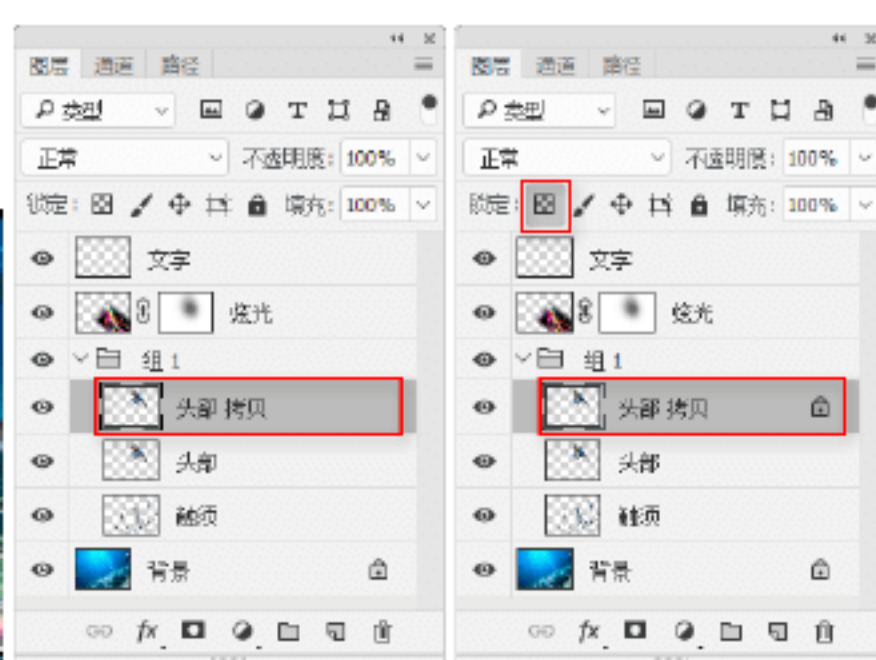 图层 通道 路径
类型
正常 不透明度: 100%
锁定: 填充: 100%
文字
炫光
组 1
头部 拷贝
头部
触须
背景
fx
图层 通道 路径
类型
正常 不透明度: 100%
锁定: 填充: 100%
文字
炫光
组 1
头部 拷贝
头部
触须
背景
fx